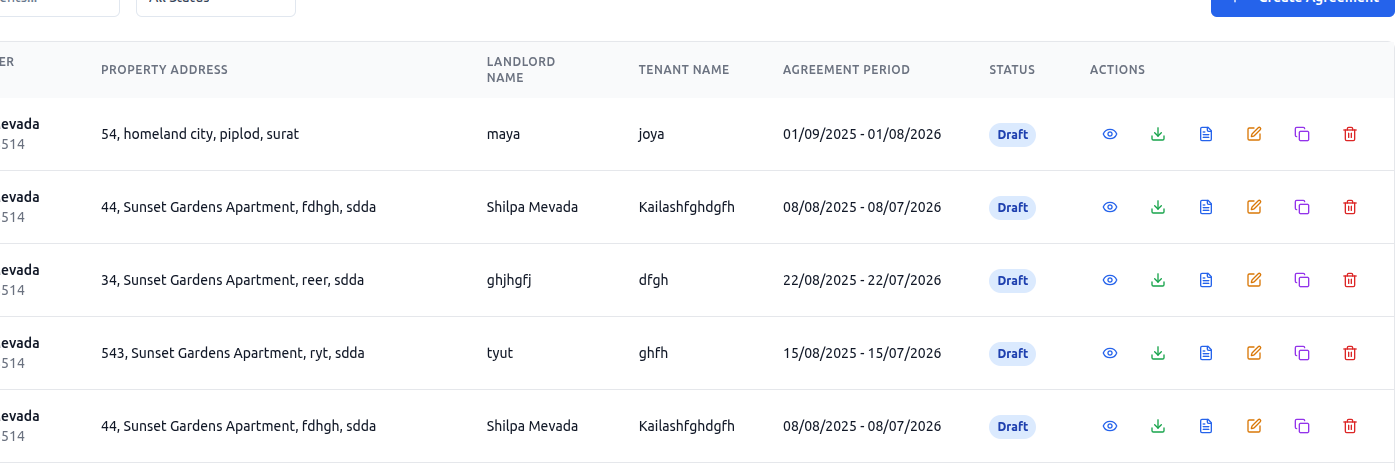 ER PROPERTY ADDRESS LANDLORD NAME TENANT NAME AGREEMENT PERIOD STATUS ACTIONS
evada
514
54, homeland city, piplod, surat maya joya 01/09/2025 - 01/08/2026 Draft
evada
514
44, Sunset Gardens Apartment, fdhgh, sdda Shilpa Mevada Kailashfghdgfh 08/08/2025 - 08/07/2026 Draft
evada
514
34, Sunset Gardens Apartment, reer, sdda ghjhgfj dfgh 22/08/2025 - 22/07/2026 Draft
evada
514
543, Sunset Gardens Apartment, ryt, sdda tyut ghfh 15/08/2025 - 15/07/2026 Draft
evada
514
44, Sunset Gardens Apartment, fdhgh, sdda Shilpa Mevada Kailashfghdgfh 08/08/2025 - 08/07/2026 Draft